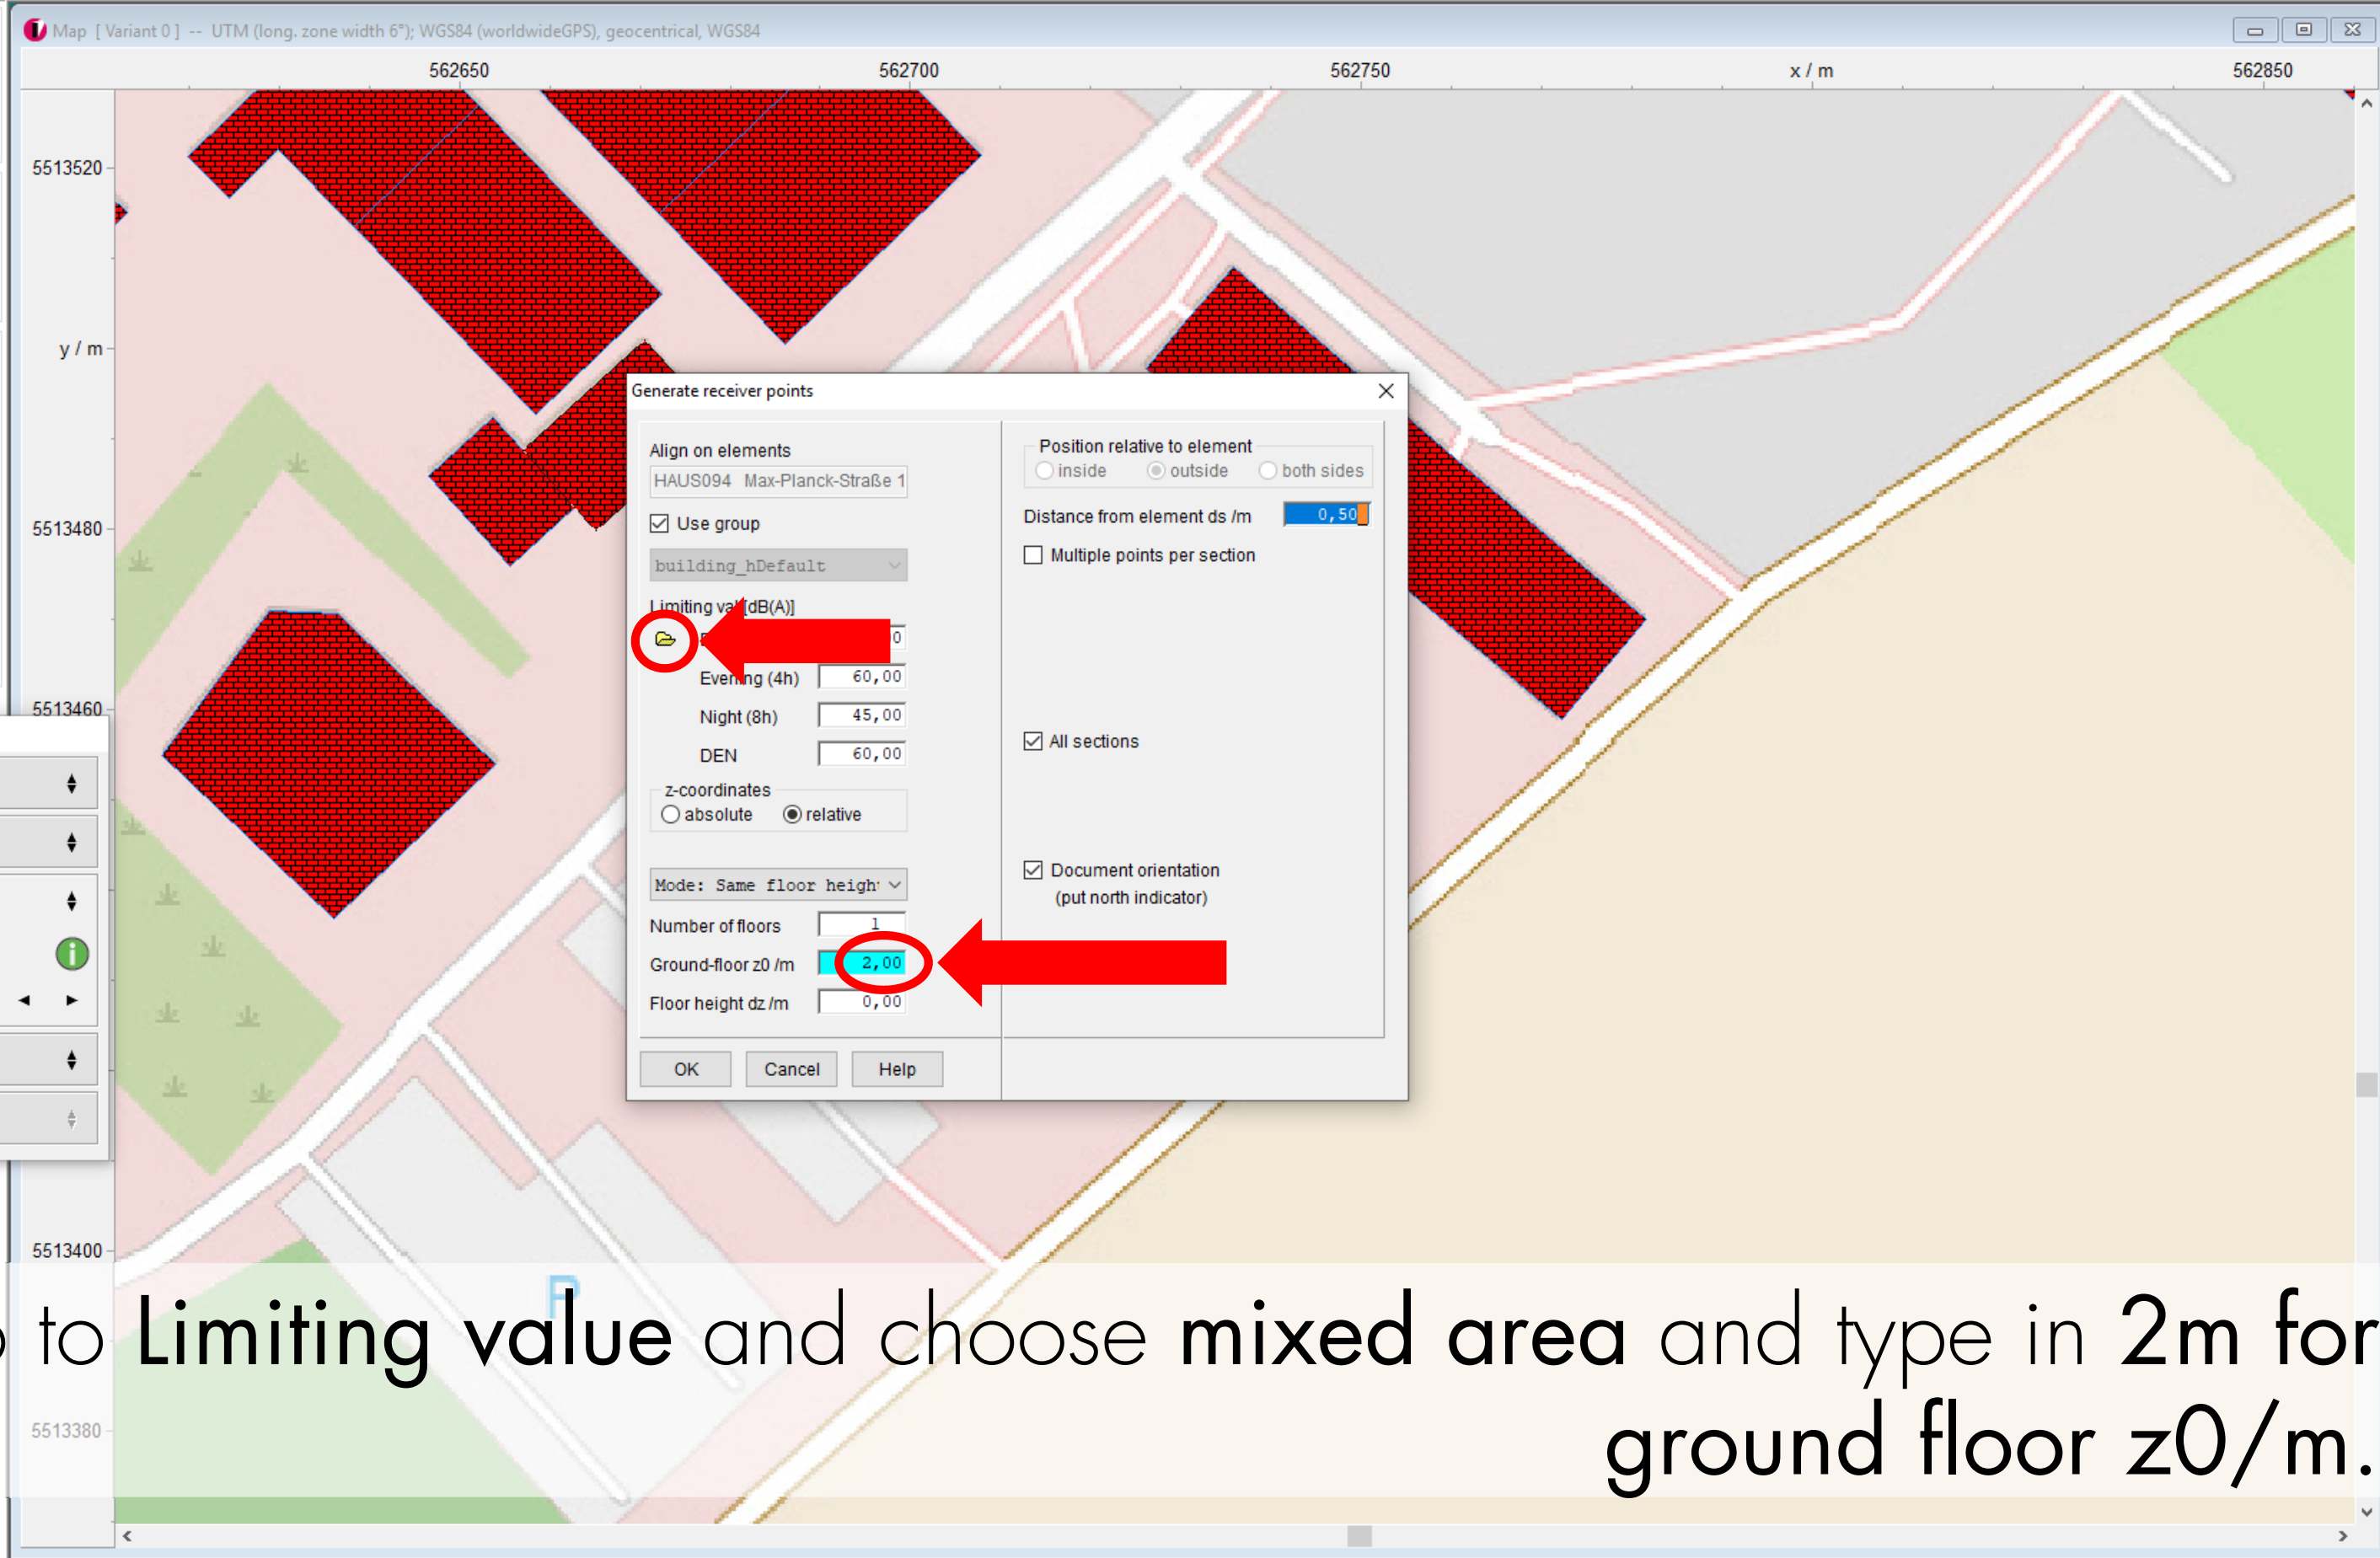 Map [ Variant 0 ] -- UTM (long. zone width 6°); WGS84 (worldwideGPS), geocentrical, WGS84
562650 562700 562750 x / m 562850
5513520
y / m
5513480
5513460
5513400
5513380
Generate receiver points
Align on elements
HAUS094 Max-Planck-Straße 1
Use group
building_hDefault
Limiting val [dB(A)]
Evening (4h) 60,00
Night (8h) 45,00
DEN 60,00
z-coordinates
absolute relative
Mode: Same floor heigh
Number of floors 1
Ground-floor z0 /m 2,00
Floor height dz /m 0,00
OK Cancel Help
Position relative to element
inside outside both sides
Distance from element ds /m 0,50
Multiple points per section
All sections
Document orientation
(put north indicator)
P
to Limiting value and choose mixed area and type in 2m for
ground floor z0/m.